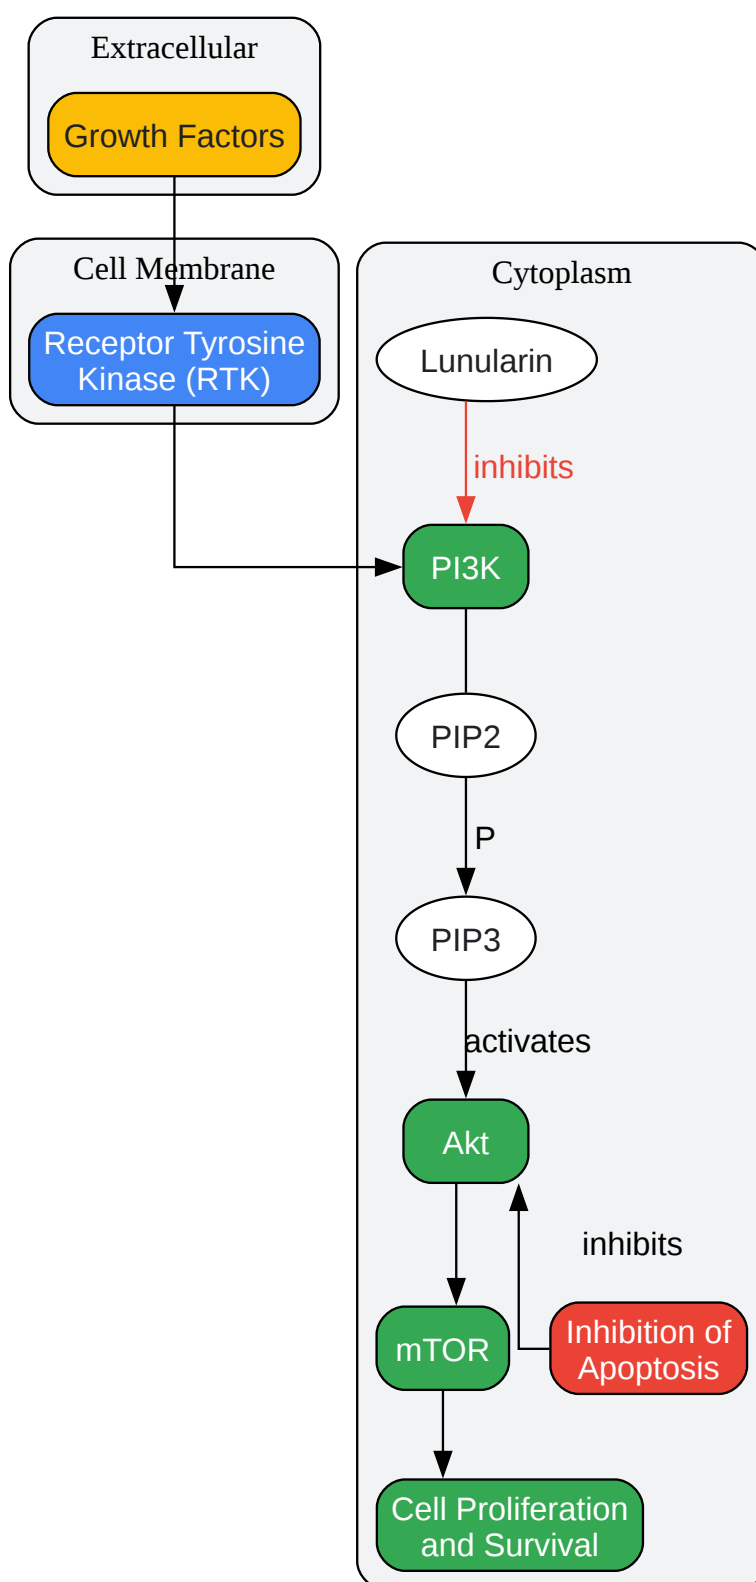 Extracellular
Growth Factors
Cell Membrane
Receptor Tyrosine
Kinase (RTK)
Cytoplasm
Lunularin
inhibits
PI3K
PIP2
P
PIP3
activates
Akt
inhibits
mTOR
Inhibition of
Apoptosis
Cell Proliferation
and Survival